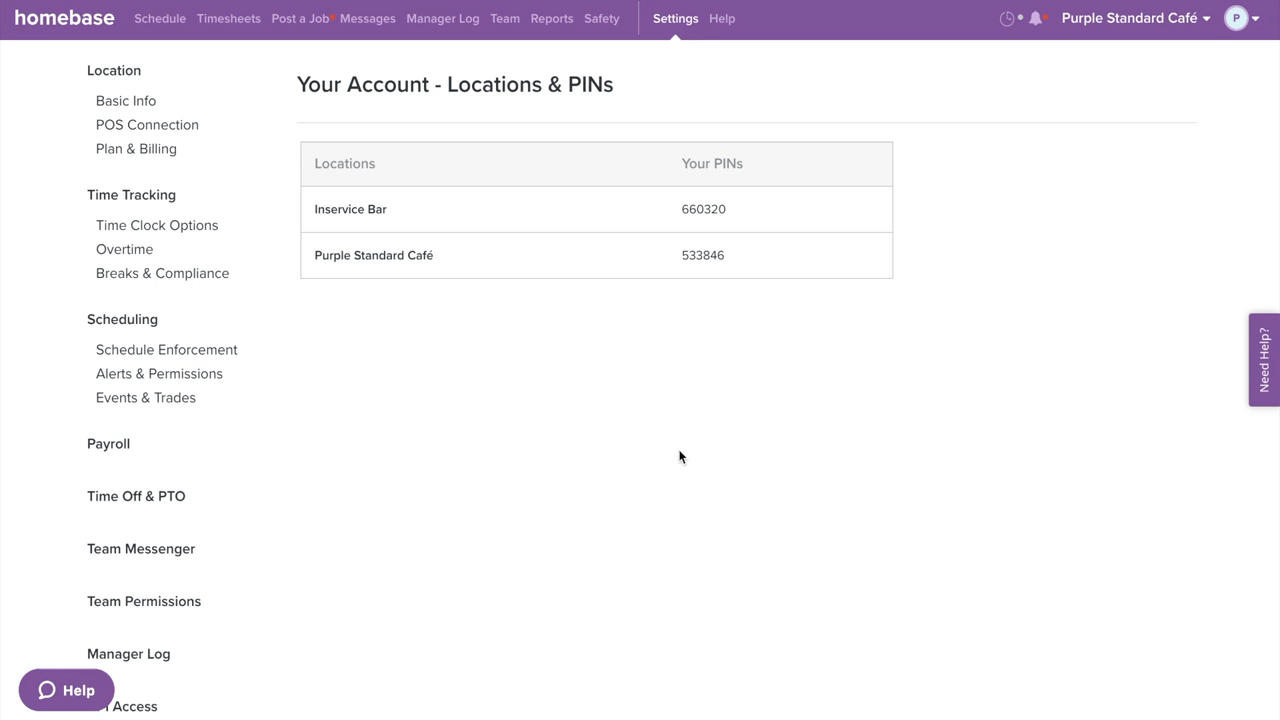 homebase Schedule Timesheets Post a Job Messages Manager Log Team Reports Safety Settings Help Purple Standard Café P
Location
Basic Info
POS Connection
Plan & Billing
Time Tracking
Time Clock Options
Overtime
Breaks & Compliance
Scheduling
Schedule Enforcement
Alerts & Permissions
Events & Trades
Payroll
Time Off & PTO
Team Messenger
Team Permissions
Manager Log
Access
Your Account - Locations & PINs
Locations Your PINs
Inservice Bar 660320
Purple Standard Café 533846
Need Help?
Help